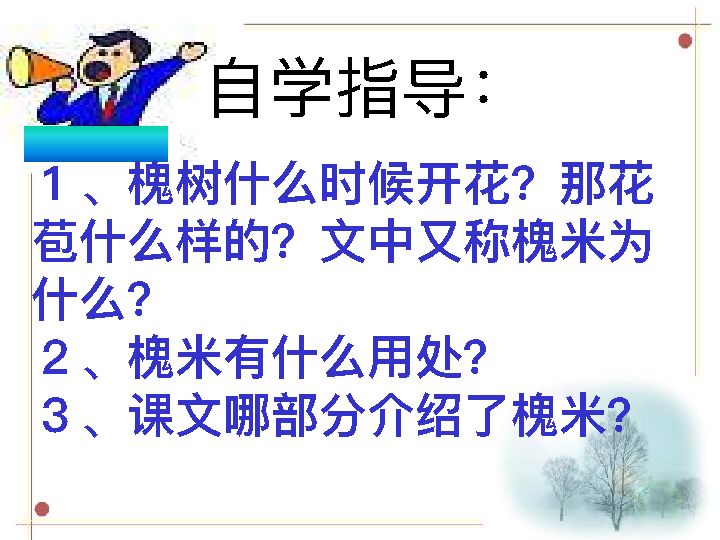 自学指导：
１、槐树什么时候开花？那花
苞什么样的？文中又称槐米为
什么？
２、槐米有什么用处？
３、课文哪部分介绍了槐米？